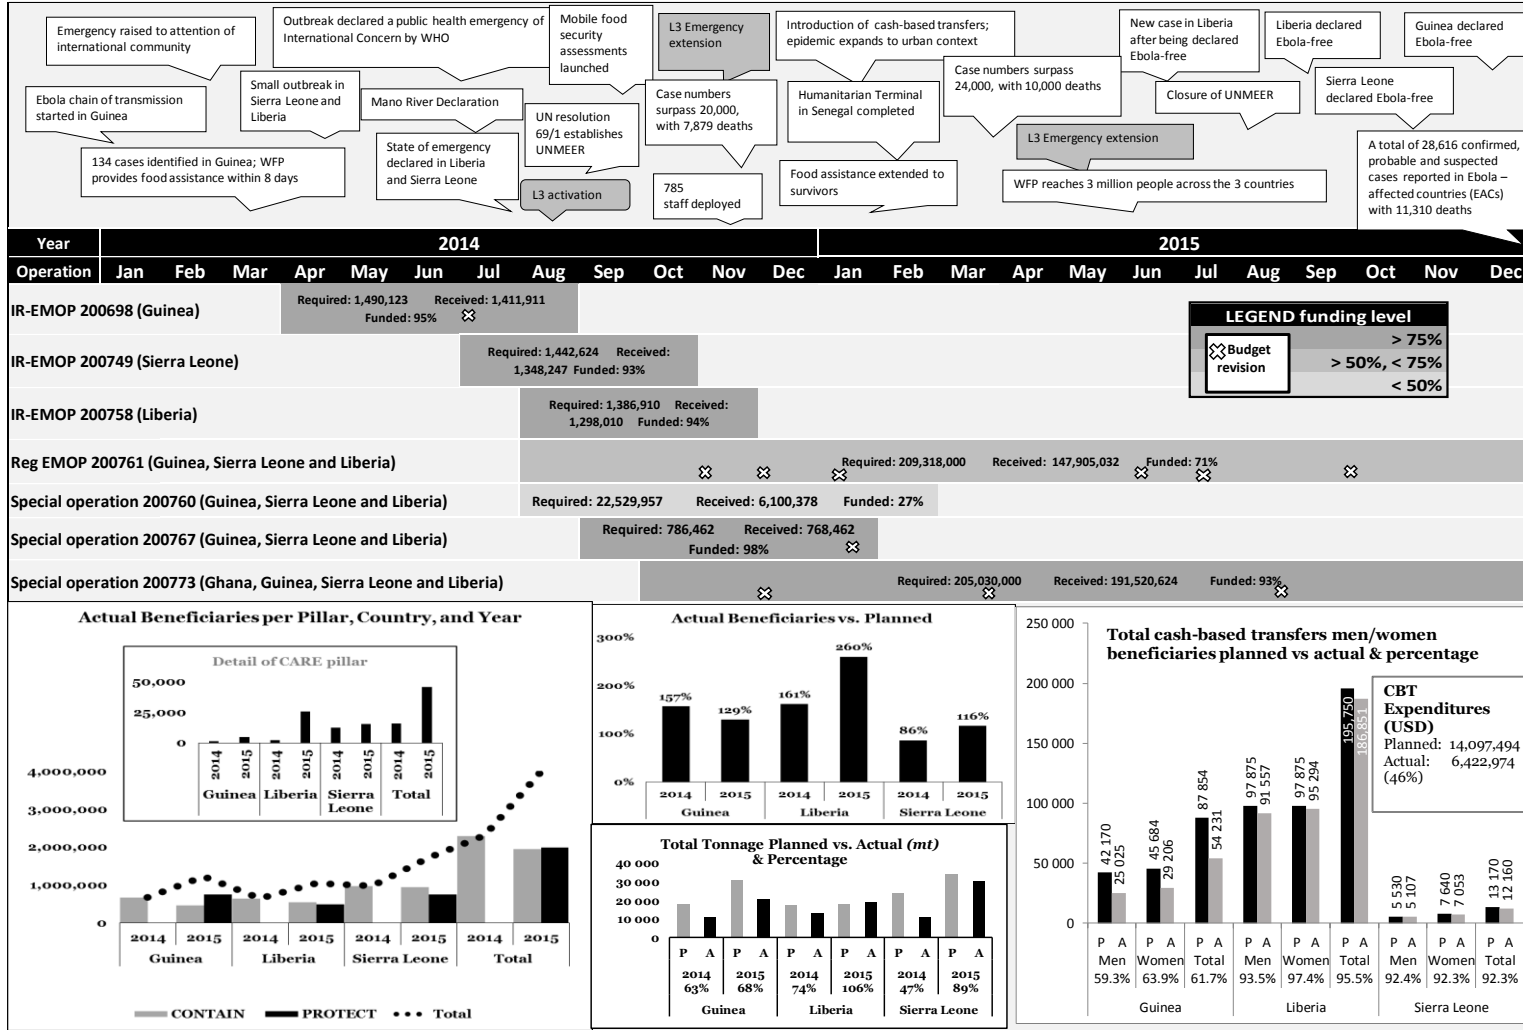 Emergency raised to attention of
international community
Outbreak declared a public health emergency of
International Concern by WHO
Mobile food
security
assessments
launched
L3 Emergency
extension
Introduction of cash-based transfers;
epidemic expands to urban context
New case in Liberia
after being declared
Ebola-free
Liberia declared
Ebola-free
Guinea declared
Ebola-free
Ebola chain of transmission
started in Guinea
Small outbreak in
Sierra Leone and
Liberia
Mano River Declaration
UN resolution
69/1 establishes
UNMEER
Case numbers
surpass 20,000,
with 7,879 deaths
Humanitarian Terminal
in Senegal completed
Case numbers surpass
24,000, with 10,000 deaths
Closure of UNMEER
Sierra Leone
declared Ebola-free
134 cases identified in Guinea; WFP
provides food assistance within 8 days
State of emergency
declared in Liberia
and Sierra Leone
L3 activation
785
staff deployed
Food assistance extended to
survivors
L3 Emergency extension
WFP reaches 3 million people across the 3 countries
A total of 28,616 confirmed,
probable and suspected
cases reported in Ebola –
affected countries (EACs)
with 11,310 deaths
Year 2014 2015
Operation Jan Feb Mar Apr May Jun Jul Aug Sep Oct Nov Dec Jan Feb Mar Apr May Jun Jul Aug Sep Oct Nov Dec
IR-EMOP 200698 (Guinea)
Required: 1,490,123 Received: 1,411,911
Funded: 95%
IR-EMOP 200749 (Sierra Leone)
Required: 1,442,624 Received:
1,348,247 Funded: 93%
IR-EMOP 200758 (Liberia)
Required: 1,386,910 Received:
1,298,010 Funded: 94%
LEGEND funding level
Budget
revision
> 75%
> 50%, < 75%
< 50%
Reg EMOP 200761 (Guinea, Sierra Leone and Liberia)
Required: 209,318,000 Received: 147,905,032 Funded: 71%
Special operation 200760 (Guinea, Sierra Leone and Liberia)
Required: 22,529,957 Received: 6,100,378 Funded: 27%
Special operation 200767 (Guinea, Sierra Leone and Liberia)
Required: 786,462 Received: 768,462
Funded: 98%
Special operation 200773 (Ghana, Guinea, Sierra Leone and Liberia)
Required: 205,030,000 Received: 191,520,624 Funded: 93%
Actual Beneficiaries per Pillar, Country, and Year
Detail of CARE pillar
50,000
25,000
0
2014 2015 2014 2015 2014 2015 2014 2015
Guinea Liberia Sierra Leone Total
4,000,000
3,000,000
2,000,000
1,000,000
0
2014 2015 2014 2015 2014 2015 2014 2015
Guinea Liberia Sierra Leone Total
CONTAIN PROTECT Total
Actual Beneficiaries vs. Planned
300%
200%
100%
0%
157% 129% 161% 260% 86% 116%
2014 2015 2014 2015 2014 2015
Guinea Liberia Sierra Leone
Total Tonnage Planned vs. Actual (mt)
& Percentage
40 000
30 000
20 000
10 000
0
P A P A P A P A P A P A
2014 2015 2014 2015 2014 2015
63% 68% 74% 106% 47% 89%
Guinea Liberia Sierra Leone
Total cash-based transfers men/women
beneficiaries planned vs actual & percentage
250 000
200 000
150 000
100 000
50 000
0
CBT
Expenditures
(USD)
Planned: 14,097,494
Actual: 6,422,974
(46%)
42 170 25 025 45 684 29 206 87 854 54 231 97 875 91 557 97 875 95 294 195 750 186 851 5 530 5 107 7 640 7 053 13 170 12 160
P A P A P A P A P A P A P A P A P A
Men Women Total Men Women Total Men Women Total
59.3% 63.9% 61.7% 93.5% 97.4% 95.5% 92.4% 92.3% 92.3%
Guinea Liberia Sierra Leone